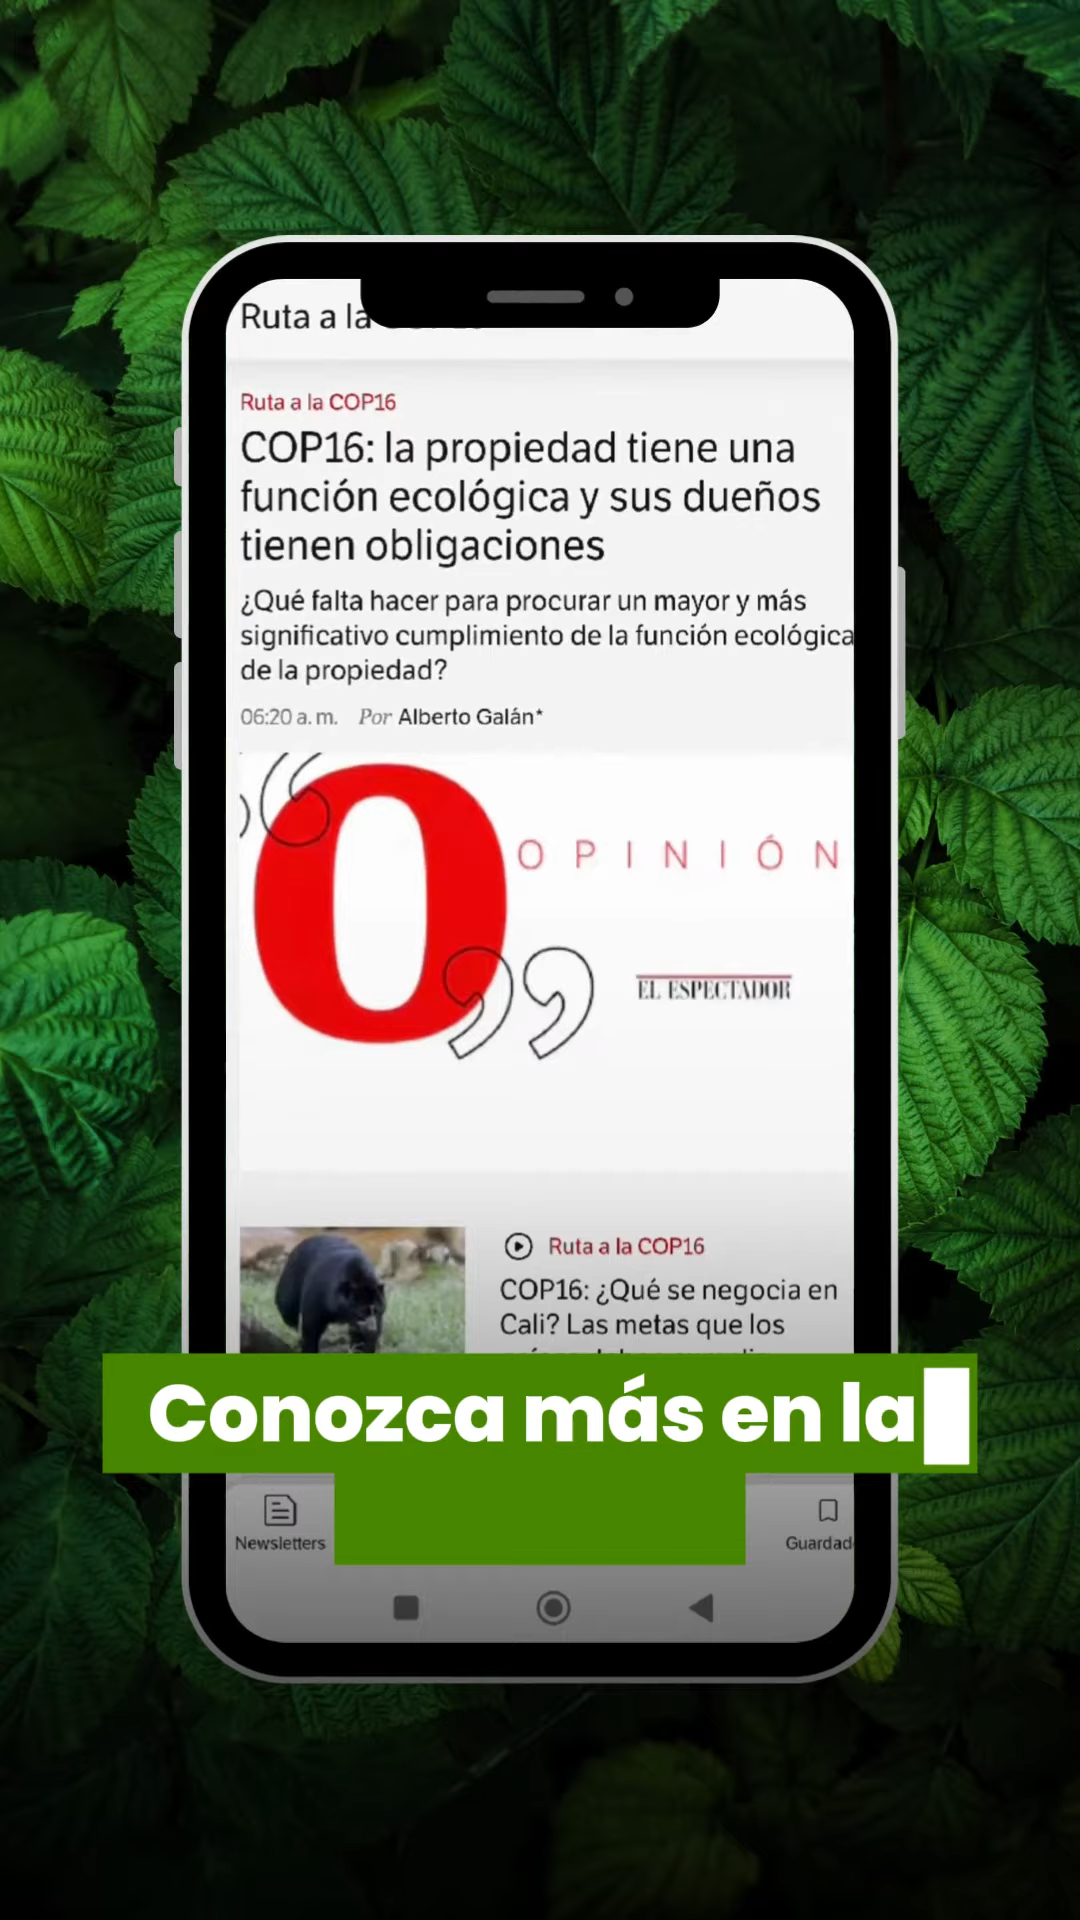 Ruta a la
Ruta a la COP16
COP16: la propiedad tiene una
función ecológica y sus dueños
tienen obligaciones
¿Qué falta hacer para procurar un mayor y más
significativo cumplimiento de la función ecológica
de la propiedad?
06:20 a. m. Por Alberto Galán*
OPINIÓN
EL ESPECTADOR
Ruta a la COP16
COP16: ¿Qué se negocia en
Cali? Las metas que los
Conozca más en la
Newsletters
Guardad